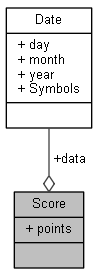 Date
+ day
+ month
+ year
+ Symbols
+data
Score
+ points